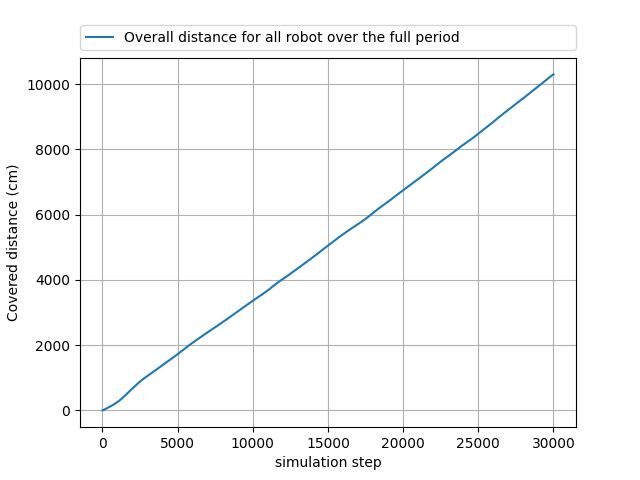 Overall distance for all robot over the full period
10000
8000
6000
4000
2000
0
Covered distance (cm)
0 5000 10000 15000 20000 25000 30000
simulation step